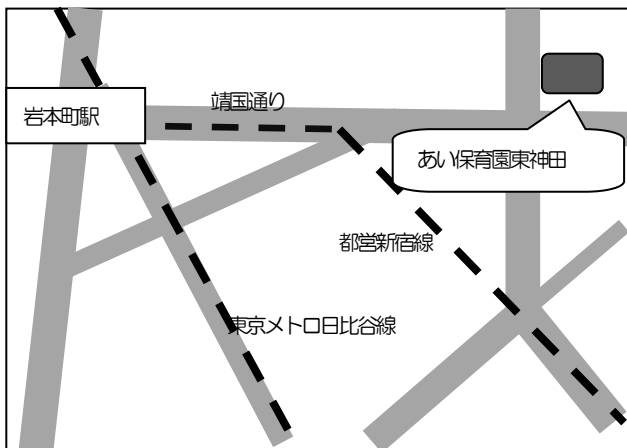 靖国通り
岩本町駅
あい保育園東神田
都営新宿線
東京メトロ日比谷線